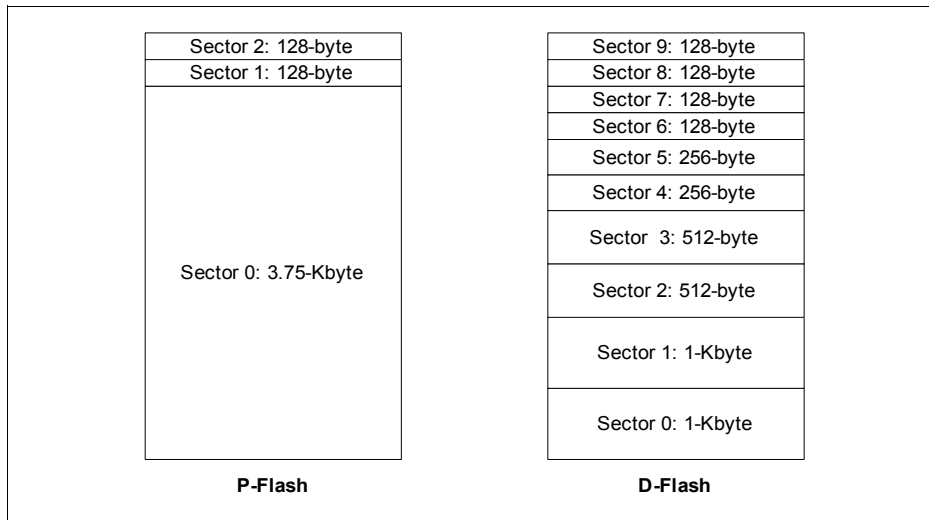 Sector 2: 128-byte
Sector 1: 128-byte
Sector 0: 3.75-Kbyte
P-Flash
Sector 9: 128-byte
Sector 8: 128-byte
Sector 7: 128-byte
Sector 6: 128-byte
Sector 5: 256-byte
Sector 4: 256-byte
Sector 3: 512-byte
Sector 2: 512-byte
Sector 1: 1-Kbyte
Sector 0: 1-Kbyte
D-Flash